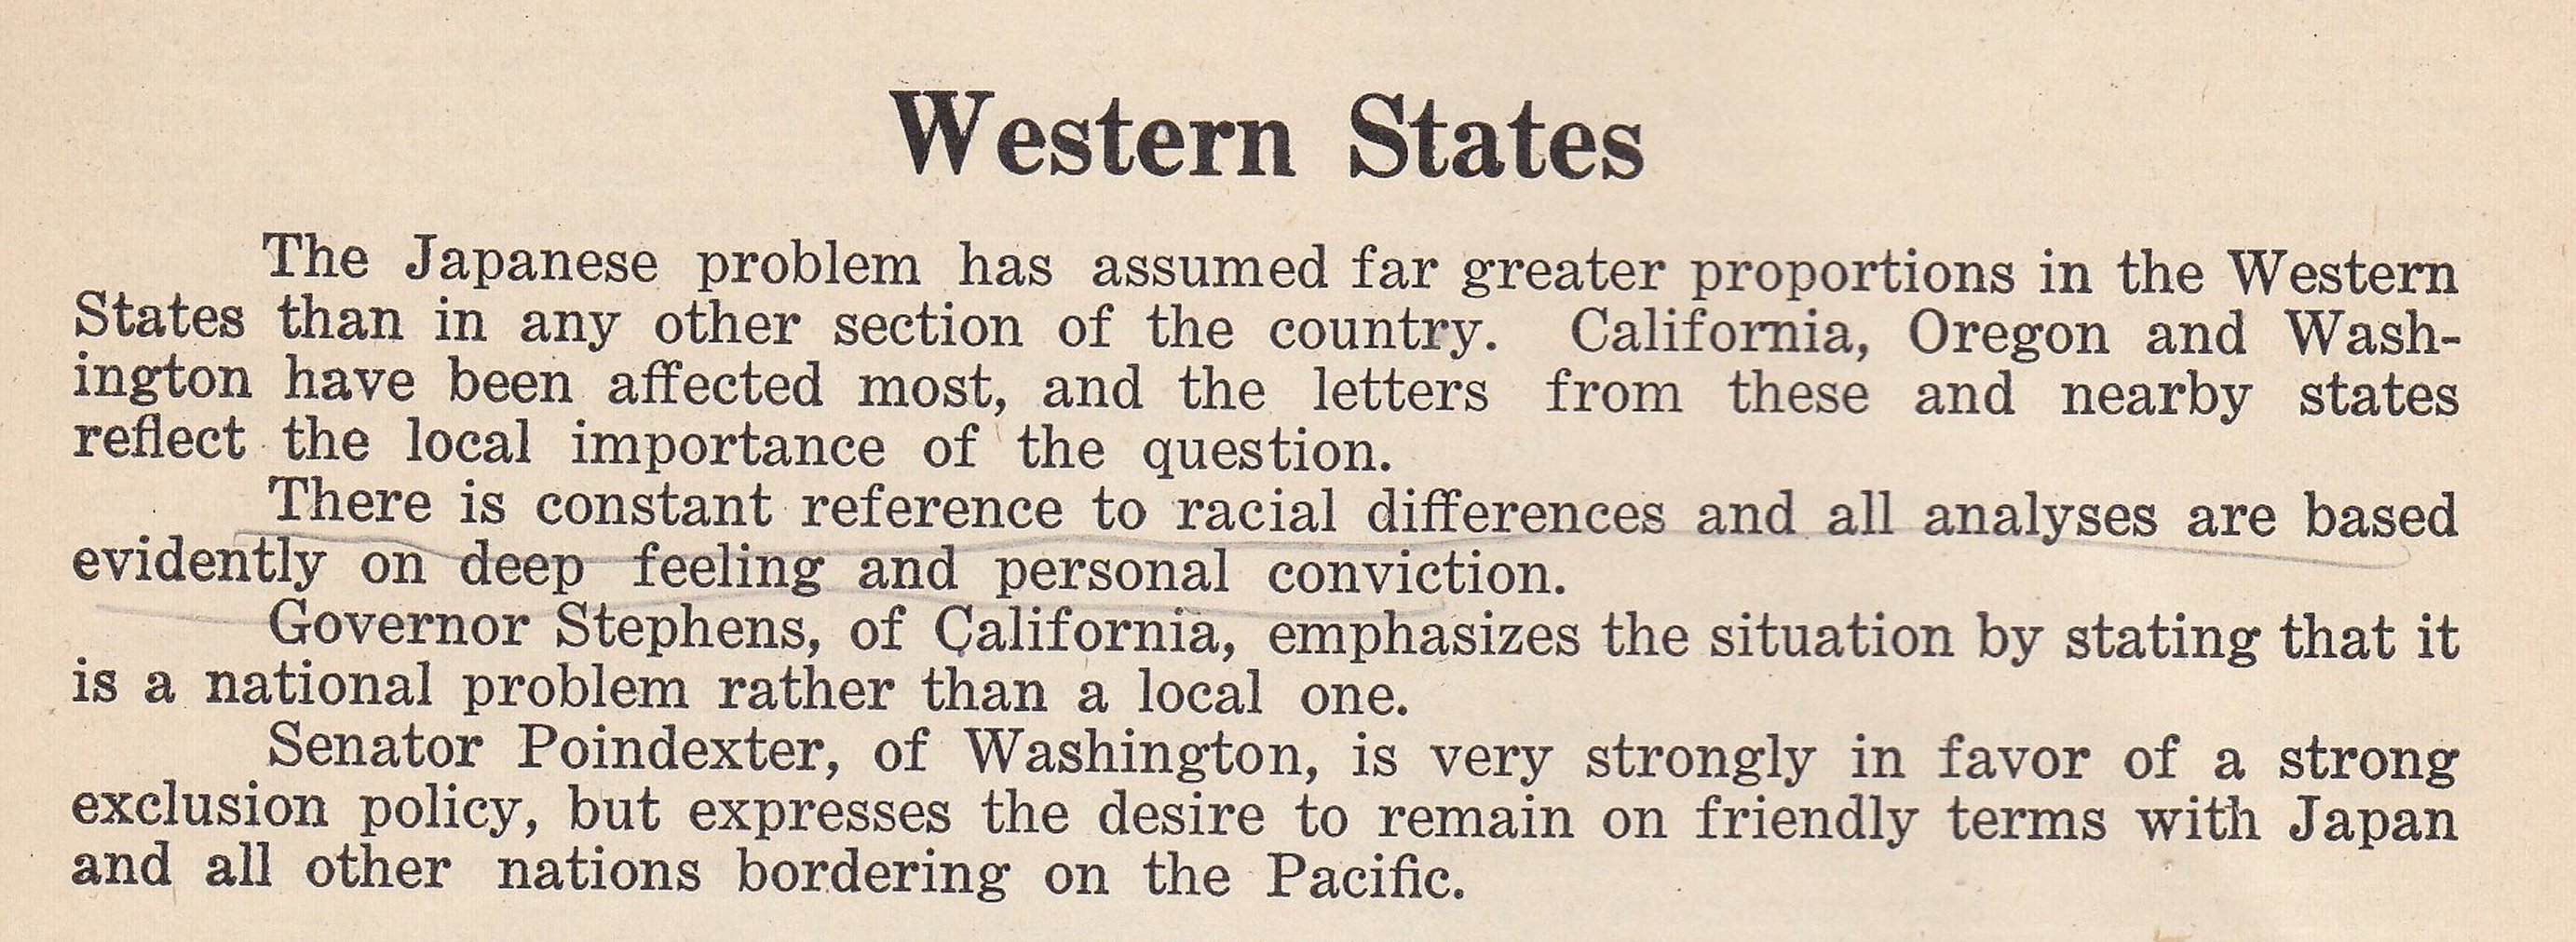 Western States
The Japanese problem has assumed far greater proportions in the Western
States than in any other section of the country. California, Oregon and Wash-
ington have been affected most, and the letters from these and nearby states
reflect the local importance of the question.
There is constant reference to racial differences and all analyses are based
evidently on deep feeling and personal conviction.
Governor Stephens, of California, emphasizes the situation by stating that it
is a national problem rather than a local one.
Senator Poindexter, of Washington, is very strongly in favor of a strong
exclusion policy, but expresses the desire to remain on friendly terms with Japan
and all other nations bordering on the Pacific.